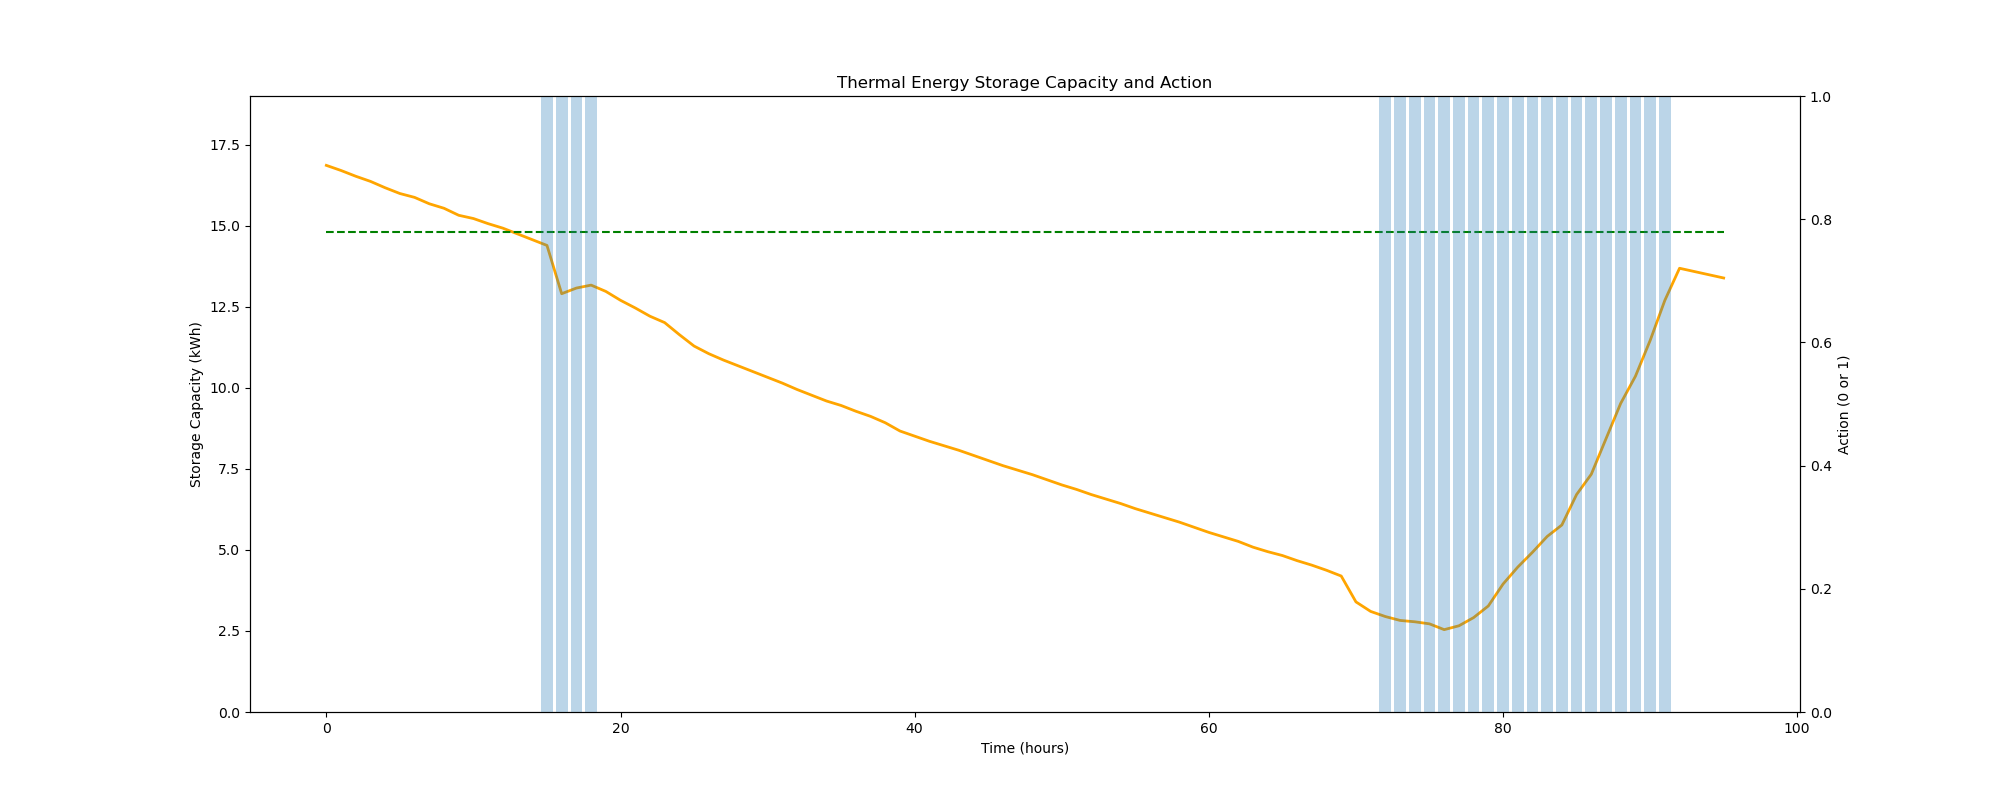 Thermal Energy Storage Capacity and Action
17.5
15.0
12.5
10.0
7.5
5.0
2.5
0.0
Storage Capacity (kWh)
1.0
0.8
0.6
0.4
0.2
0.0
Action (0 or 1)
0 20 40 60 80 100
Time (hours)